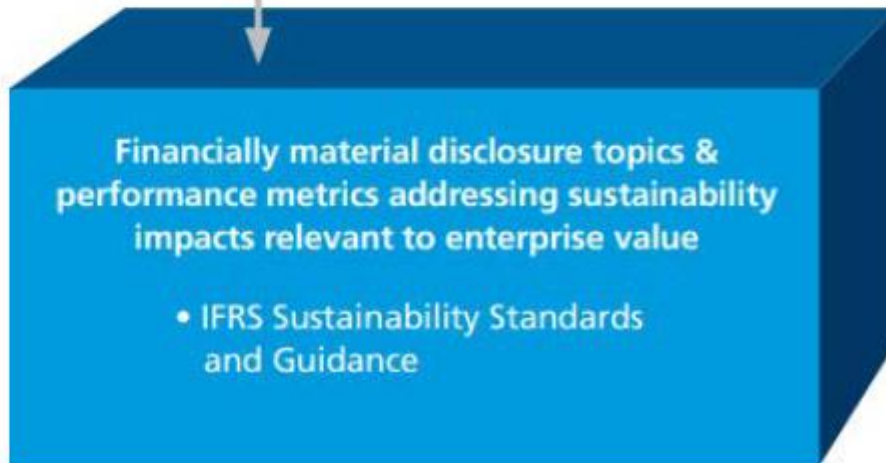 Financially material disclosure topics &
performance metrics addressing sustainability
impacts relevant to enterprise value
• IFRS Sustainability Standards
and Guidance